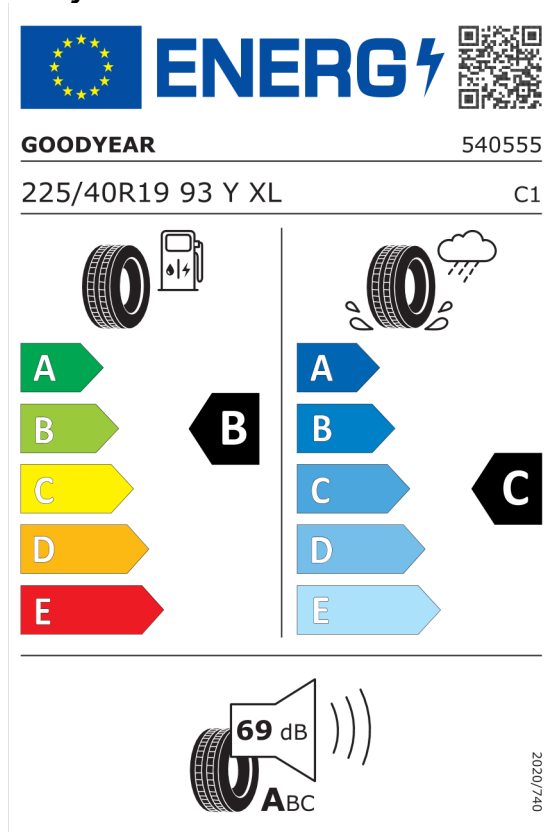 ENERG
GOODYEAR 540555
225/40R19 93 Y XL C1
A A
B B B
C C C
D D
E E
69 dB
ABC
2020/740